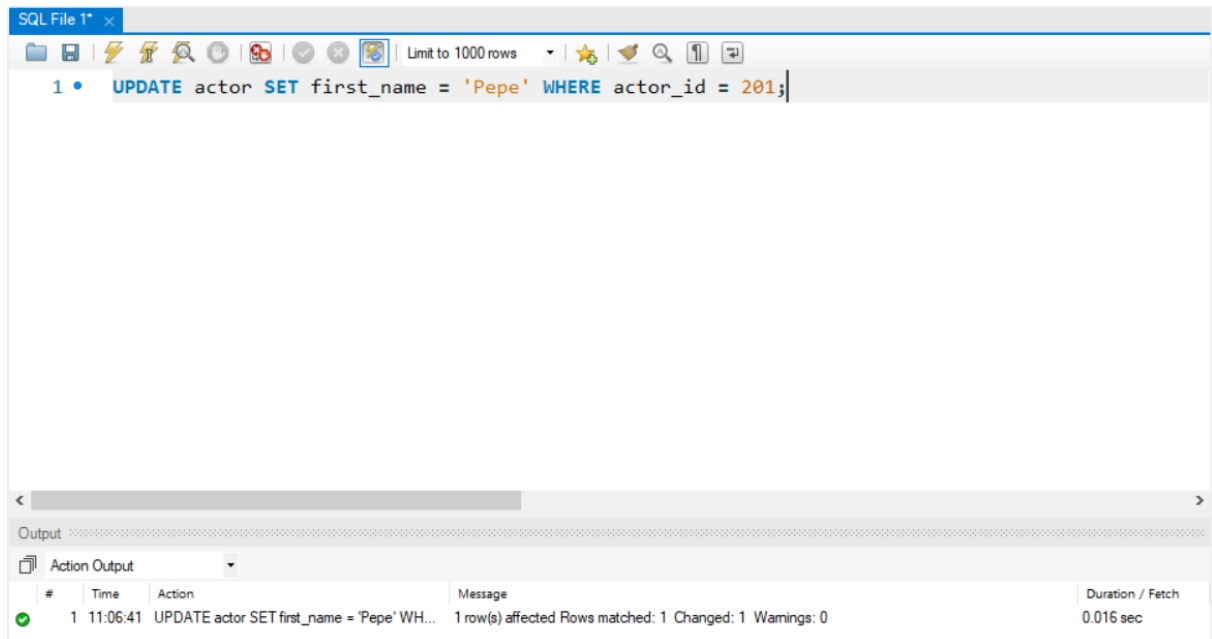 SQL File 1*
Limit to 1000 rows
1 UPDATE actor SET first_name = 'Pepe' WHERE actor_id = 201;
Output
Action Output
# Time Action Message Duration / Fetch
1 11:06:41 UPDATE actor SET first_name = 'Pepe' WH... 1 row(s) affected Rows matched: 1 Changed: 1 Warnings: 0 0.016 sec